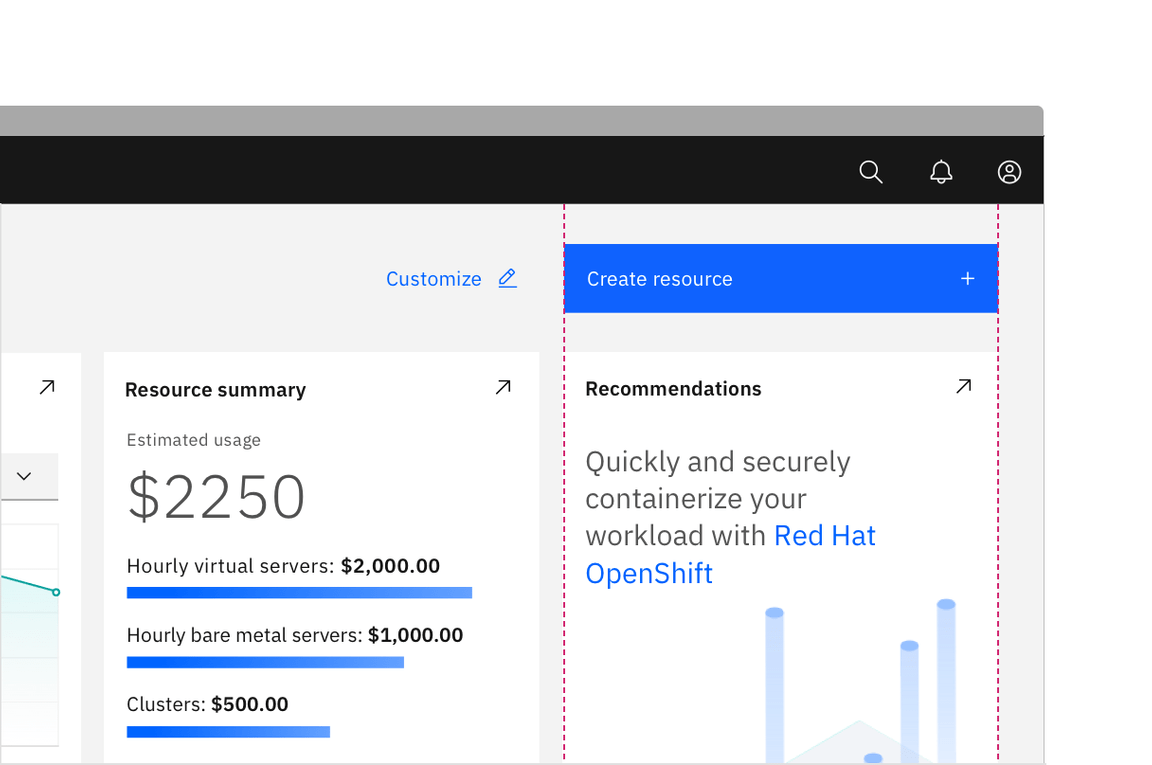 Customize
Create resource
Resource summary
Estimated usage
$2250
Hourly virtual servers: $2,000.00
Hourly bare metal servers: $1,000.00
Clusters: $500.00
Recommendations
Quickly and securely
containerize your
workload with Red Hat
OpenShift